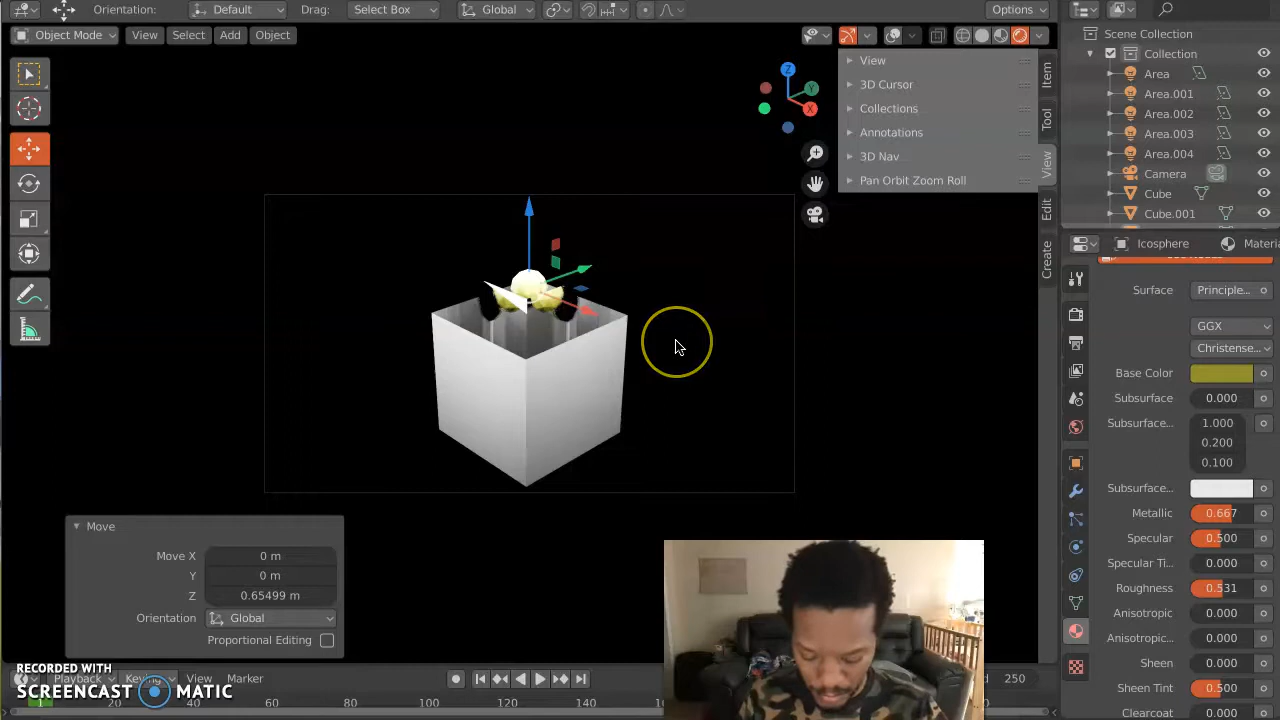 Orientation: Default Drag: Select Box Global Options
Object Mode View Select Add Object
View
3D Cursor
Collections
Annotations
3D Nav
Pan Orbit Zoom Roll
Item
Tool
View
Edit
Create
Z
Y
X
Scene Collection
Collection
Area
Area.001
Area.002
Area.003
Area.004
Camera
Cube
Cube.001
Icosphere
Surface Principle...
GGX
Christense...
Base Color
Subsurface 0.000
Subsurface... 1.000
0.200
0.100
Subsurface...
Metallic 0.667
Specular 0.500
Specular Ti... 0.000
Roughness 0.531
Anisotropic 0.000
Anisotropic... 0.000
Sheen 0.000
Sheen Tint 0.500
Clearcoat 0.000
Move
Move X 0 m
Y 0 m
Z 0.65499 m
Orientation Global
Proportional Editing
Playback Keying View Marker 250
1 20 40 60 80 100 120 140
RECORDED WITH
SCREENCAST MATIC